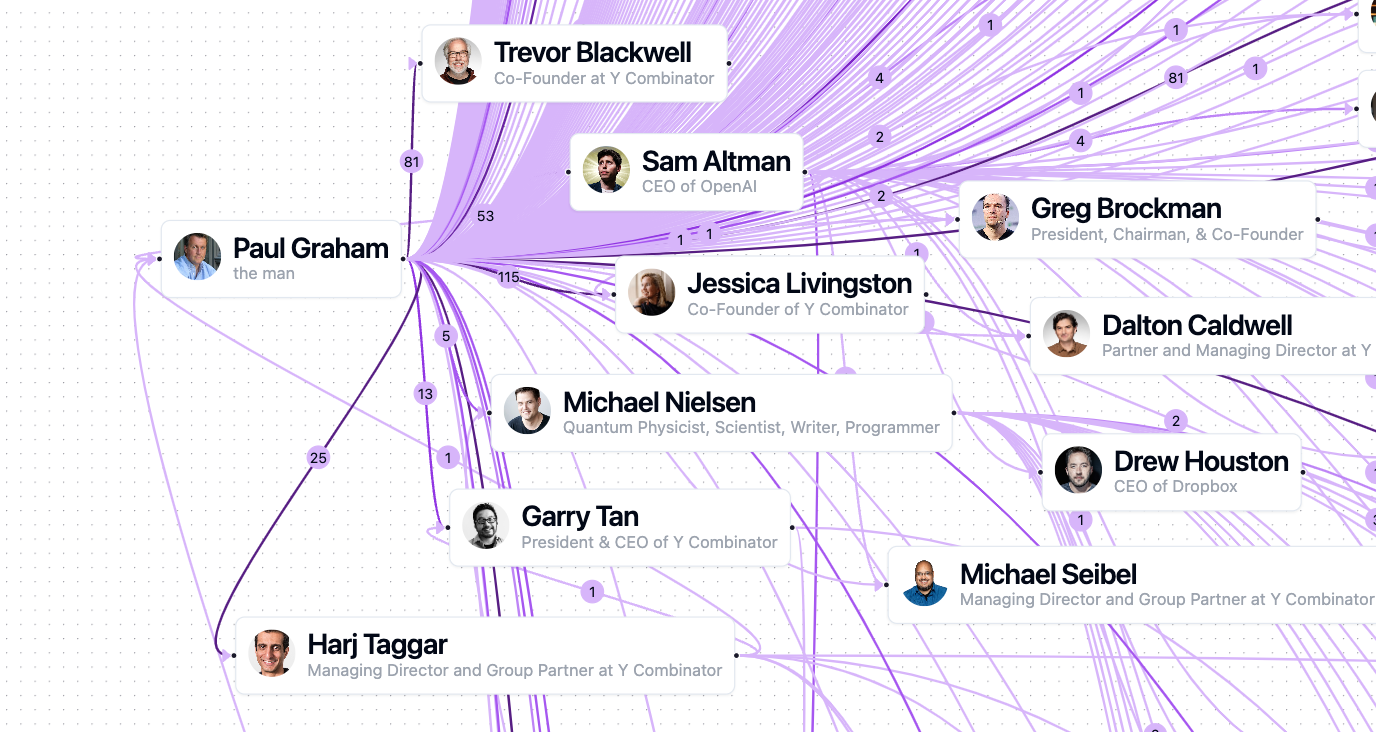 Trevor Blackwell
Co-Founder at Y Combinator
1
1
4
81
1
1
81
2
4
Sam Altman
CEO of OpenAI
2
53
Greg Brockman
President, Chairman, & Co-Founder
1
1
Paul Graham
the man
1
115
Jessica Livingston
Co-Founder of Y Combinator
5
Dalton Caldwell
Partner and Managing Director at Y
13
Michael Nielsen
Quantum Physicist, Scientist, Writer, Programmer
2
25
1
Drew Houston
CEO of Dropbox
Garry Tan
President & CEO of Y Combinator
1
Michael Seibel
Managing Director and Group Partner at Y Combinator
1
Harj Taggar
Managing Director and Group Partner at Y Combinator